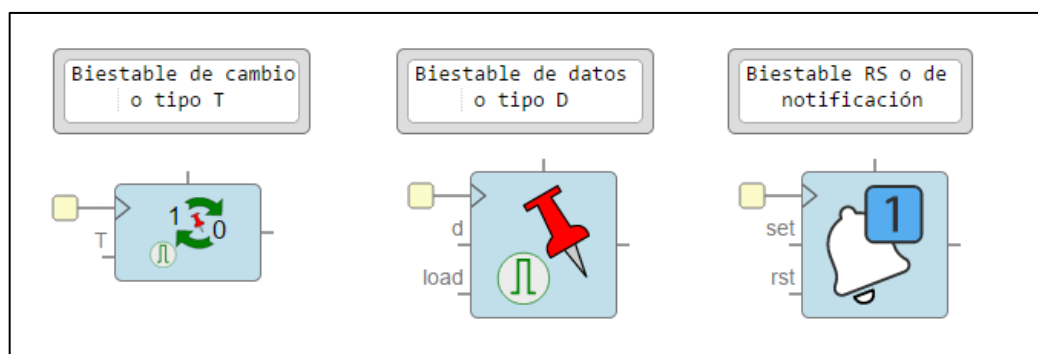 Biestable de cambio
o tipo T
Biestable de datos
o tipo D
Biestable RS o de
notificación
T
1
0
d
load
set
rst
1